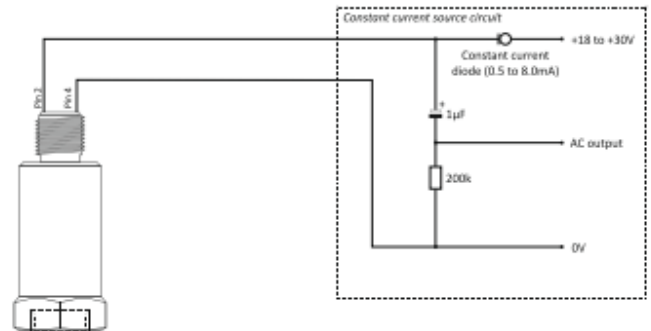 Constant current source circuit
+18 to +30V
Constant current
diode (0.5 to 8.0mA)
Pin 2
Pin 4
+
1µF
AC output
200k
0V